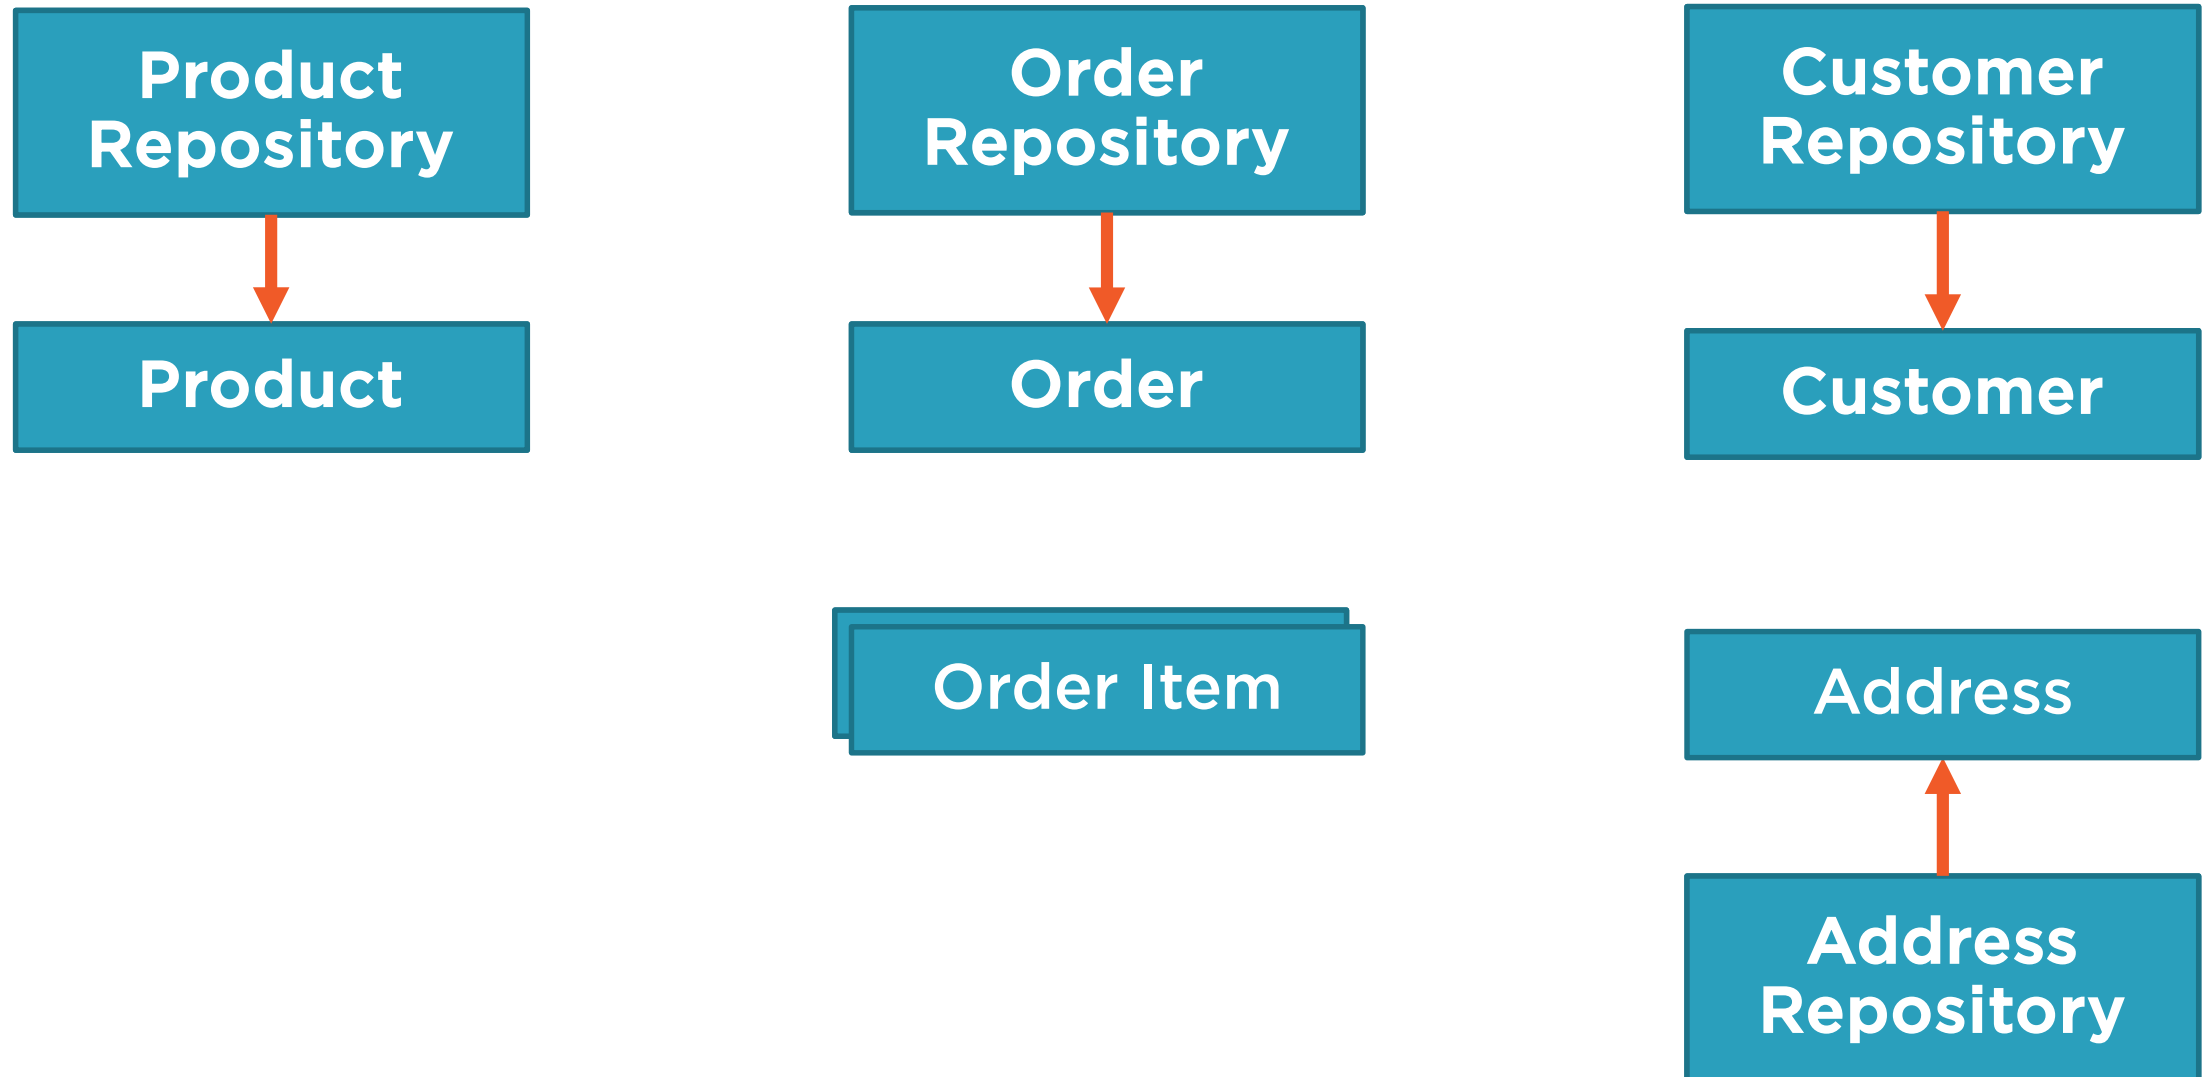 Product
Repository
Order
Repository
Customer
Repository
Product
Order
Customer
Order Item
Address
Address
Repository